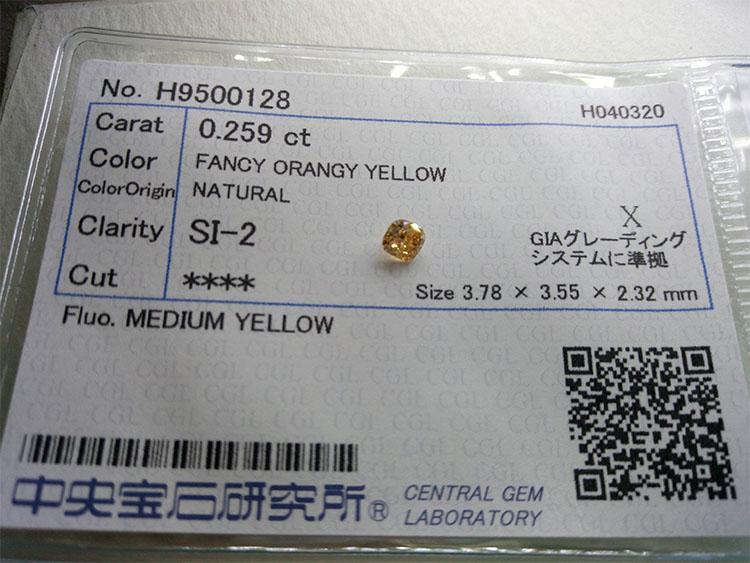 No. H9500128
H040320
Carat 0.259 ct
Color FANCY ORANGY YELLOW
ColorOrigin NATURAL
Clarity SI-2
X
GIAグレーディング
システムに準拠
Cut ****
Size 3.78 × 3.55 × 2.32 mm
Fluo. MEDIUM YELLOW
中央宝石研究所® CENTRAL GEM
LABORATORY